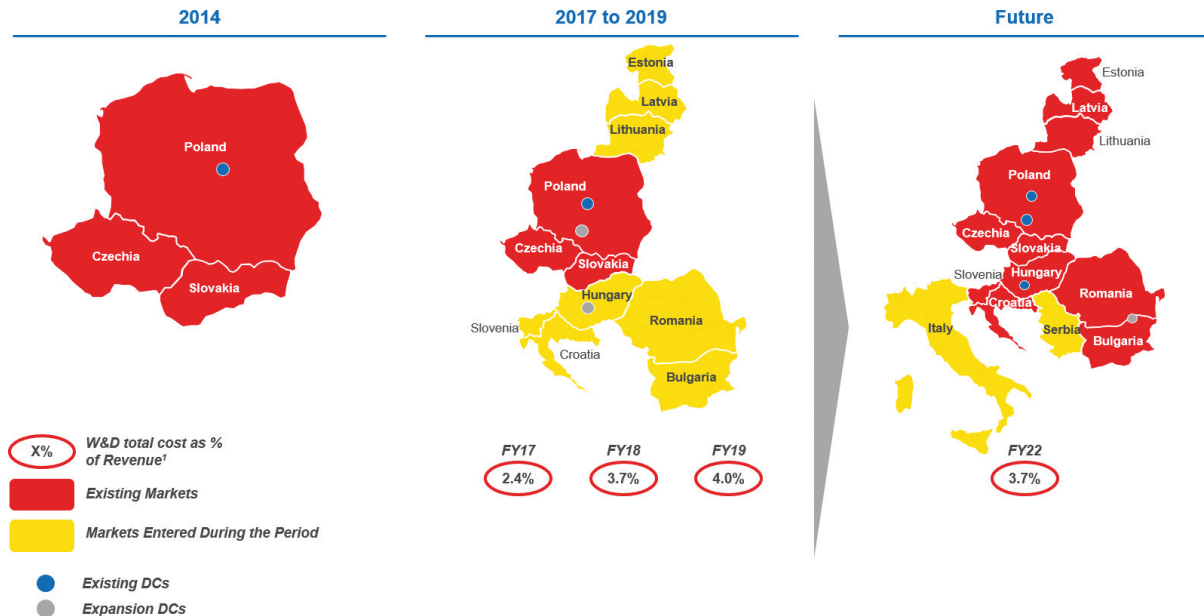 2014
2017 to 2019
Future
Poland
Czechia
Slovakia
Estonia
Latvia
Lithuania
Poland
Czechia
Slovakia
Hungary
Slovenia
Romania
Croatia
Bulgaria
Estonia
Latvia
Lithuania
Poland
Czechia
Slovakia
Slovenia
Hungary
Croatia
Romania
Italy
Serbia
Bulgaria
X%
W&D total cost as %
of Revenue¹
Existing Markets
Markets Entered During the Period
Existing DCs
Expansion DCs
FY17
FY18
FY19
2.4%
3.7%
4.0%
FY22
3.7%